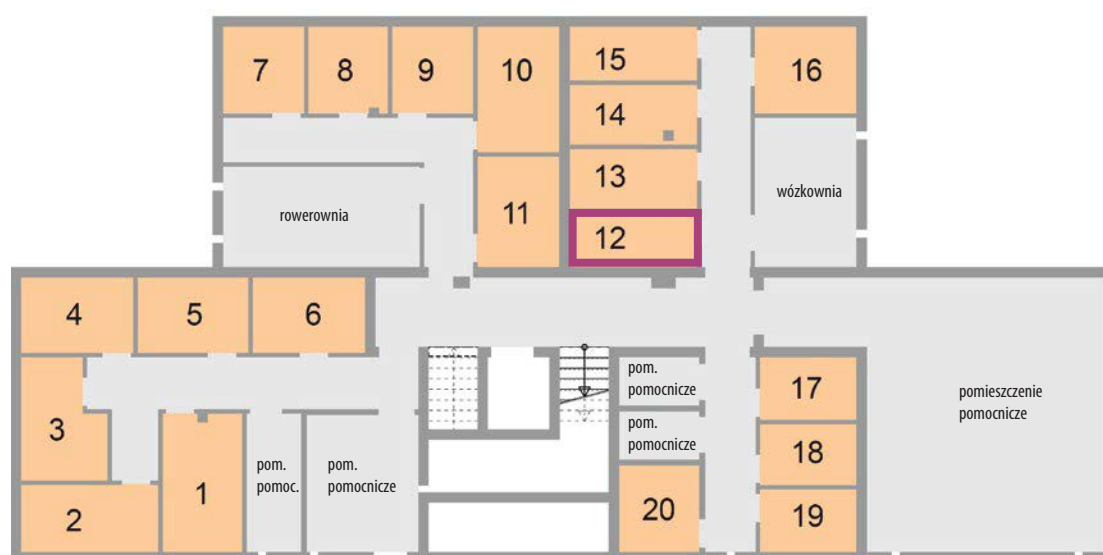 7
8
9
10
15
16
14
13
wózkownia
rowerownia
11
12
4
5
6
pom.
pomocnicze
17
pomieszczenie
pomocnicze
3
pom.
pomocnicze
18
pom.
pomoc.
pom.
pomocnicze
1
2
20
19